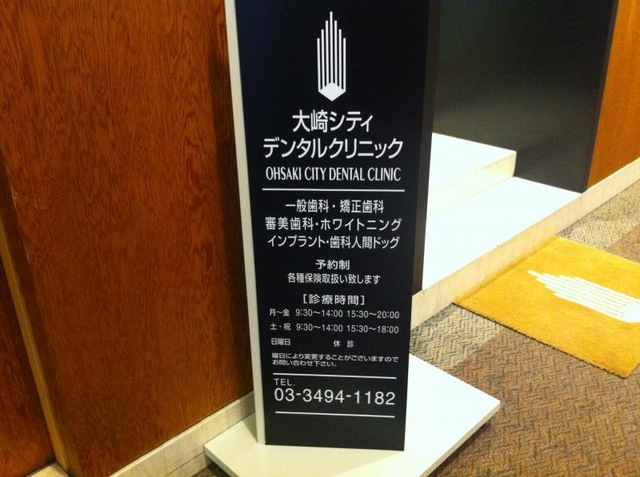 大崎シティ
デンタルクリニック
OHSAKI CITY DENTAL CLINIC
一般歯科・矯正歯科
審美歯科・ホワイトニング
インプラント・歯科人間ドッグ
予約制
各種保険取扱い致します
[診療時間]
月〜金 9:30〜14:00 15:30〜20:00
土・祝 9:30〜14:00 15:30〜18:00
日曜日 休診
曜日により変更することがございますので
お問い合わせ下さい。
TEL.
03-3494-1182